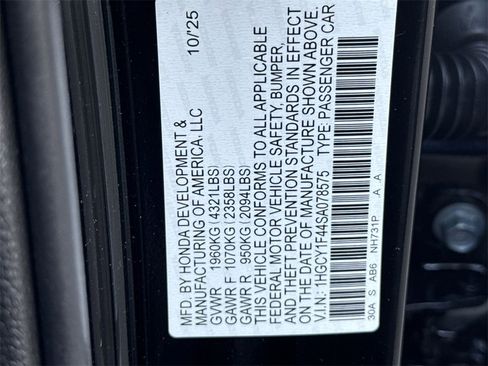 MFD. BY HONDA DEVELOPMENT & 10/25
MANUFACTURING OF AMERICA, LLC
GVWR 1960KG (4321LBS)
GAWR F 1070KG (2358LBS)
GAWR R 950KG (2094LBS)
THIS VEHICLE CONFORMS TO ALL APPLICABLE
FEDERAL MOTOR VEHICLE SAFETY, BUMPER,
AND THEFT PREVENTION STANDARDS IN EFFECT
ON THE DATE OF MANUFACTURE SHOWN ABOVE.
V.I.N: 1HGCY1F44SA078575 TYPE: PASSENGER CAR
30A S AB6 NH731P A A